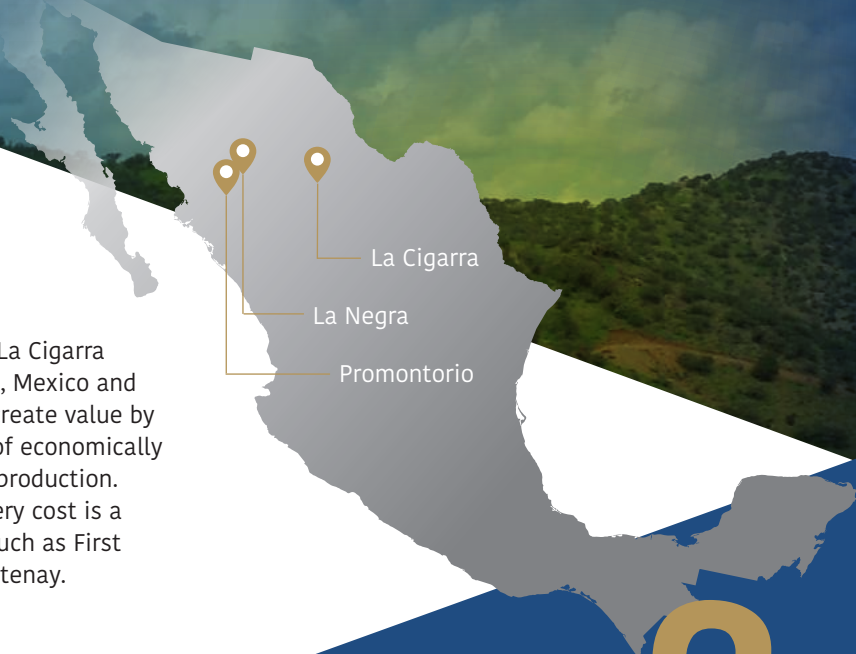 La Cigarra
La Negra
Promontorio
La Cigarra
, Mexico and
reate value by
of economically
production.
ery cost is a
uch as First
tenay.